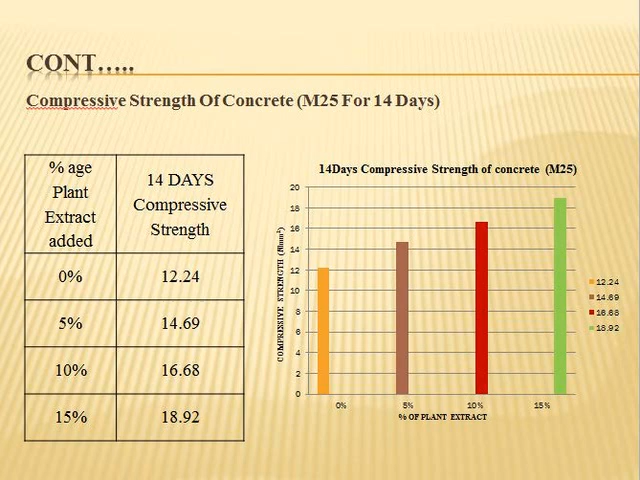 CONT…..
Compressive Strength Of Concrete (M25 For 14 Days)
% age
Plant
Extract
added
14 DAYS
Compressive
Strength
0%
12.24
5%
14.69
10%
16.68
15%
18.92
14Days Compressive Strength of concrete (M25)
COMPRESSIVE STRENGTH
20
18
16
14
12
10
8
6
4
2
0
0%
5%
10%
15%
% OF PLANT EXTRACT
12.24
14.69
16.68
18.92